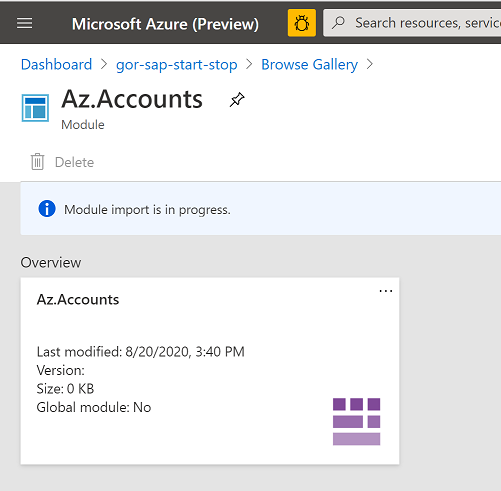 Microsoft Azure (Preview) Search resources, servic
Dashboard > gor-sap-start-stop > Browse Gallery >
Az.Accounts
Module
Delete
Module import is in progress.
Overview
Az.Accounts
...
Last modified: 8/20/2020, 3:40 PM
Version:
Size: 0 KB
Global module: No